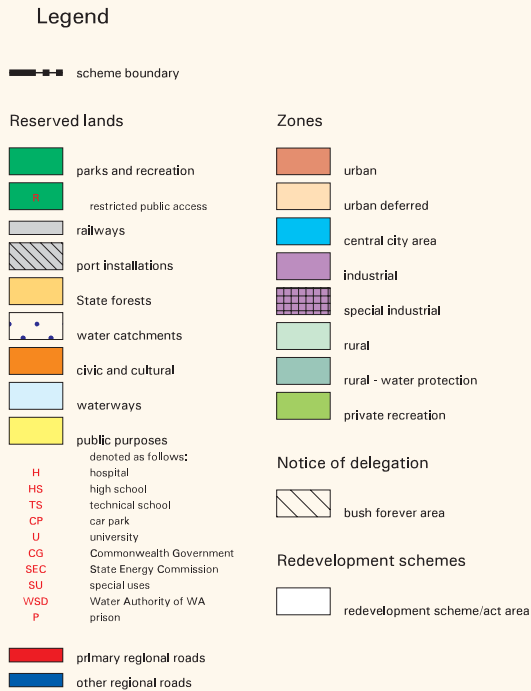 Legend
scheme boundary
Reserved lands
parks and recreation
R restricted public access
railways
port installations
State forests
water catchments
civic and cultural
waterways
public purposes
denoted as follows:
H hospital
HS high school
TS technical school
CP car park
U university
CG Commonwealth Government
SEC State Energy Commission
SU special uses
WSD Water Authority of WA
P prison
primary regional roads
other regional roads
Zones
urban
urban deferred
central city area
industrial
special industrial
rural
rural - water protection
private recreation
Notice of delegation
bush forever area
Redevelopment schemes
redevelopment scheme/act area